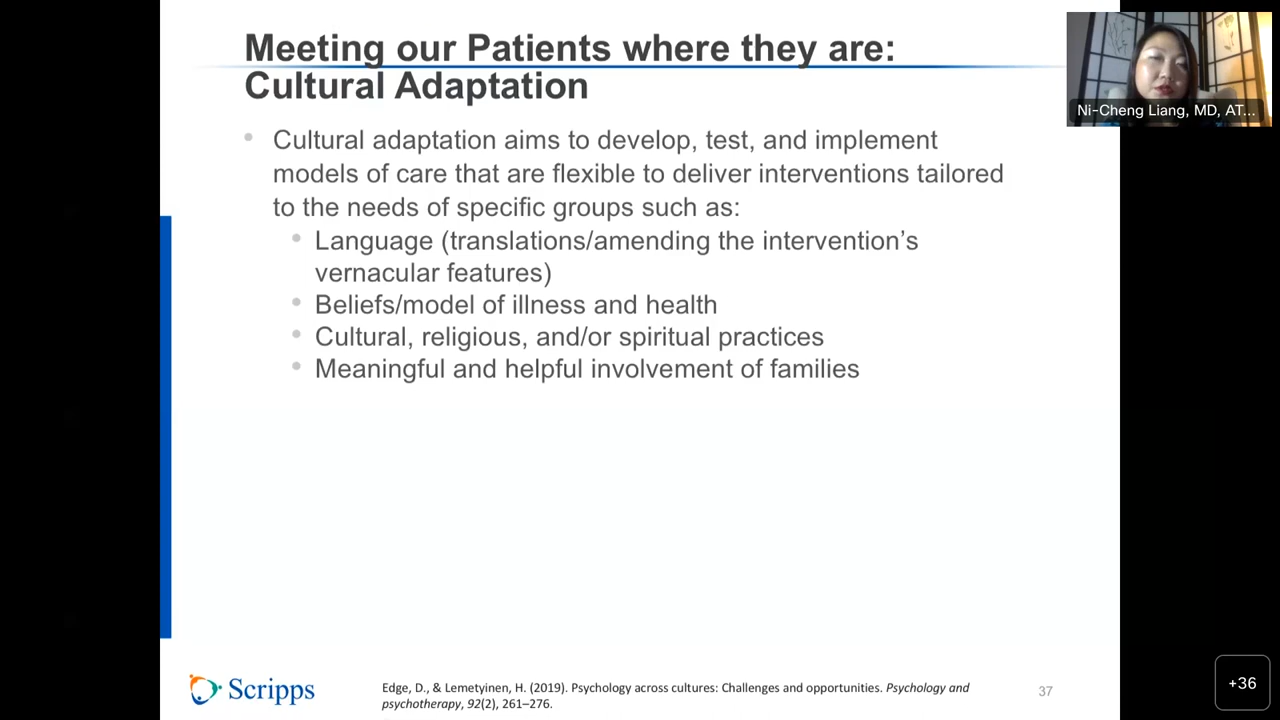 Meeting our Patients where they are:
Cultural Adaptation
Ni-Cheng Liang, MD, AT...
• Cultural adaptation aims to develop, test, and implement
models of care that are flexible to deliver interventions tailored
to the needs of specific groups such as:
• Language (translations/amending the intervention’s
vernacular features)
• Beliefs/model of illness and health
• Cultural, religious, and/or spiritual practices
• Meaningful and helpful involvement of families
Scripps
Edge, D., & Lemetyinen, H. (2019). Psychology across cultures: Challenges and opportunities. Psychology and
psychotherapy, 92(2), 261–276.
37
+36